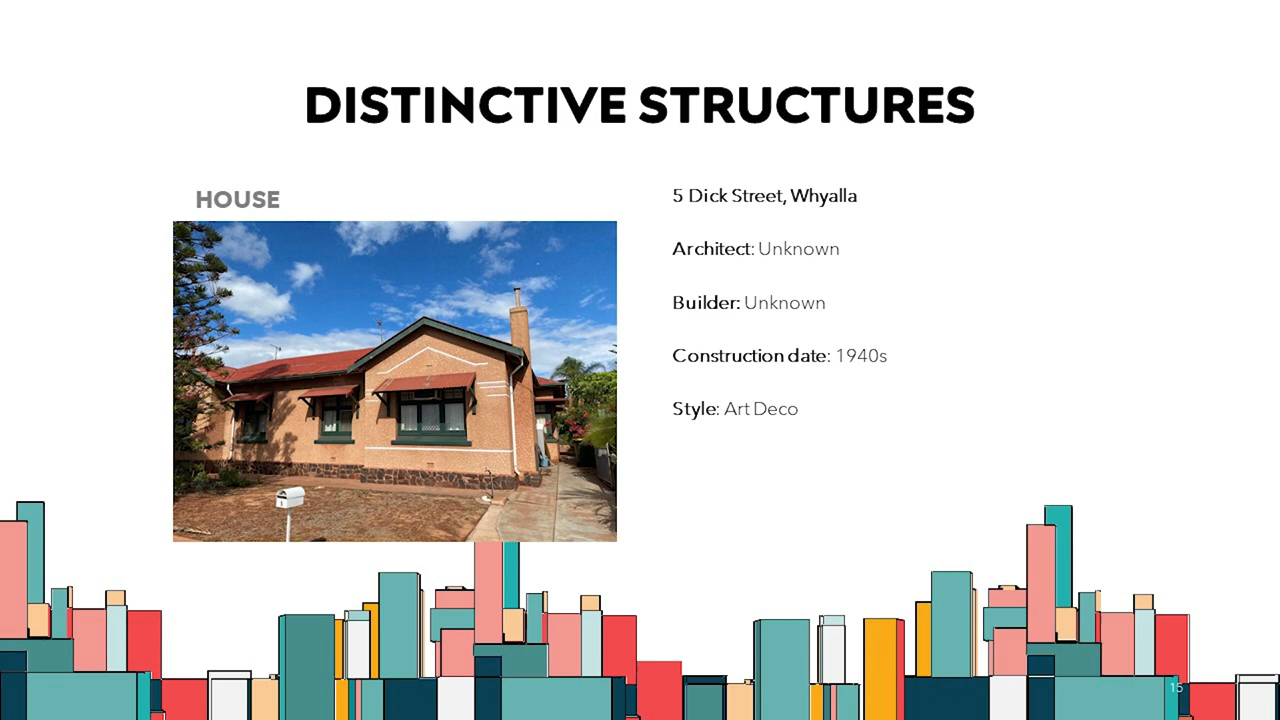 DISTINCTIVE STRUCTURES
HOUSE
5 Dick Street, Whyalla
Architect: Unknown
Builder: Unknown
Construction date: 1940s
Style: Art Deco
15